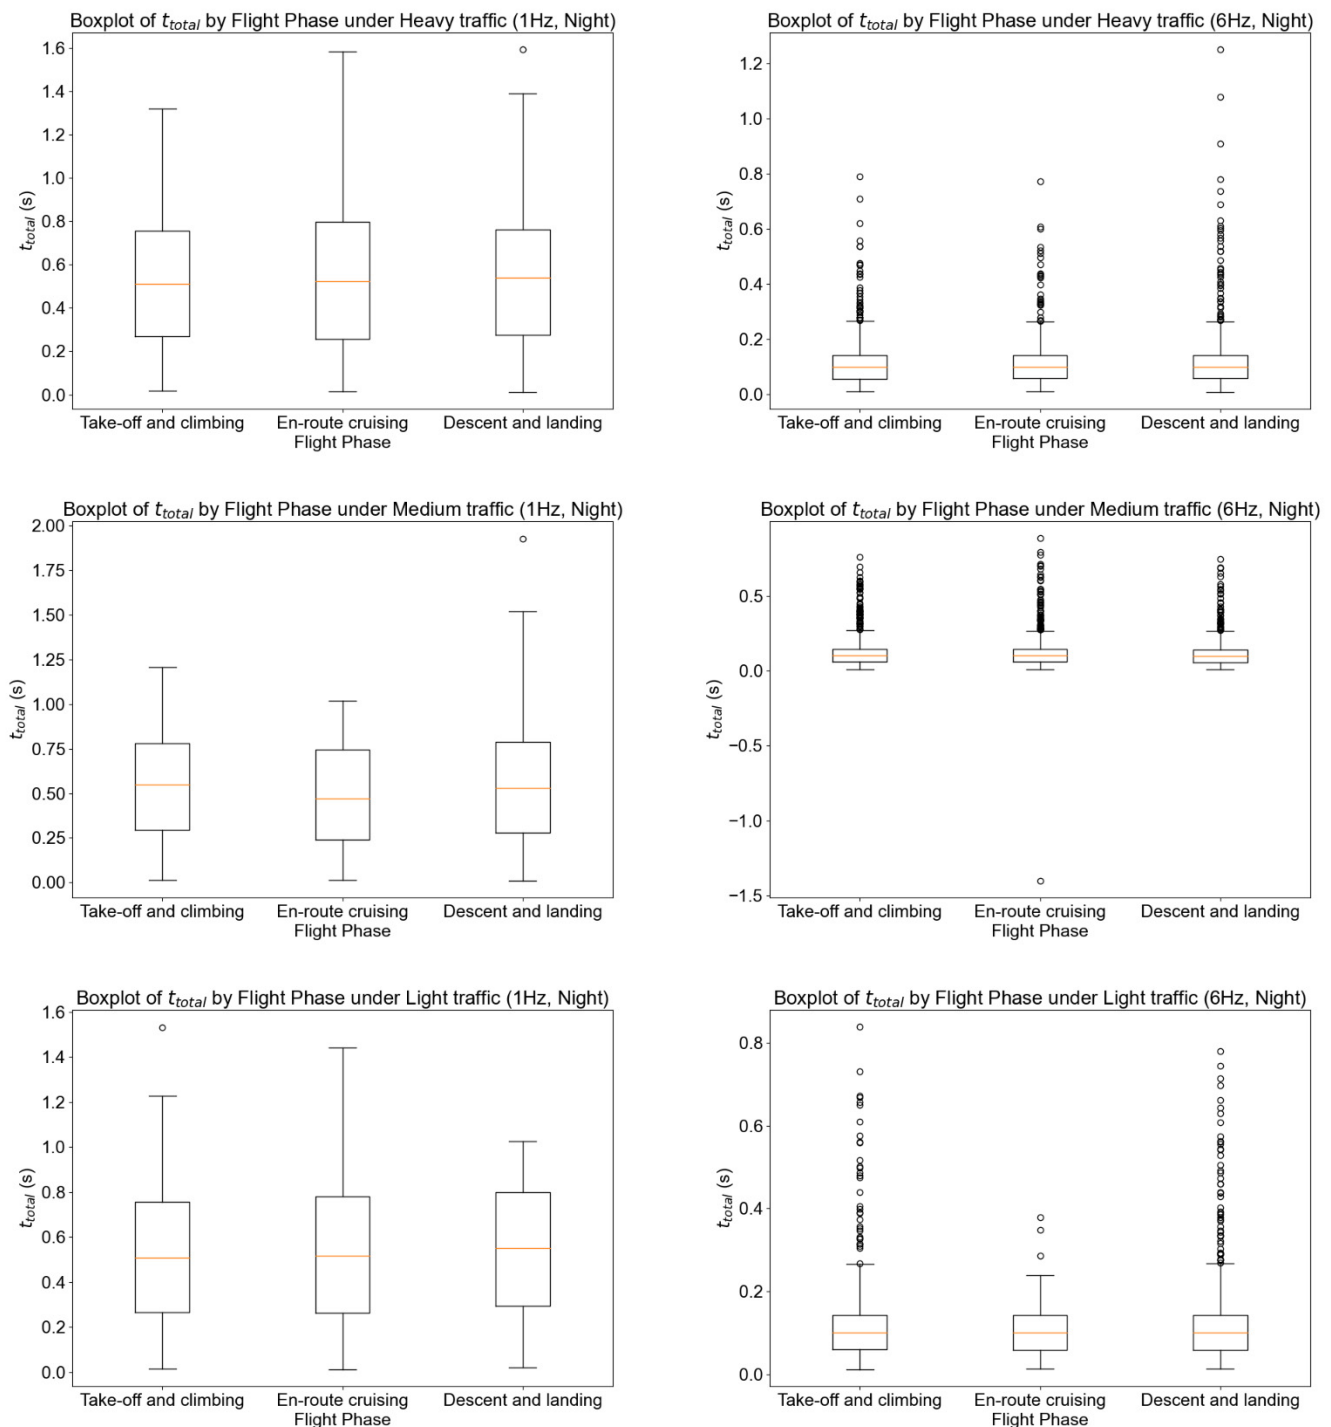 Boxplot of t_total by Flight Phase under Heavy traffic (1Hz, Night)
1.6
1.4
1.2
1.0
0.8
0.6
0.4
0.2
0.0
t_total (s)
Take-off and climbing En-route cruising Descent and landing
Flight Phase
Boxplot of t_total by Flight Phase under Heavy traffic (6Hz, Night)
1.2
1.0
0.8
0.6
0.4
0.2
0.0
t_total (s)
Take-off and climbing En-route cruising Descent and landing
Flight Phase
Boxplot of t_total by Flight Phase under Medium traffic (1Hz, Night)
2.00
1.75
1.50
1.25
1.00
0.75
0.50
0.25
0.00
t_total (s)
Take-off and climbing En-route cruising Descent and landing
Flight Phase
Boxplot of t_total by Flight Phase under Medium traffic (6Hz, Night)
0.5
0.0
−0.5
−1.0
−1.5
t_total (s)
Take-off and climbing En-route cruising Descent and landing
Flight Phase
Boxplot of t_total by Flight Phase under Light traffic (1Hz, Night)
1.6
1.4
1.2
1.0
0.8
0.6
0.4
0.2
0.0
t_total (s)
Take-off and climbing En-route cruising Descent and landing
Flight Phase
Boxplot of t_total by Flight Phase under Light traffic (6Hz, Night)
0.8
0.6
0.4
0.2
0.0
t_total (s)
Take-off and climbing En-route cruising Descent and landing
Flight Phase